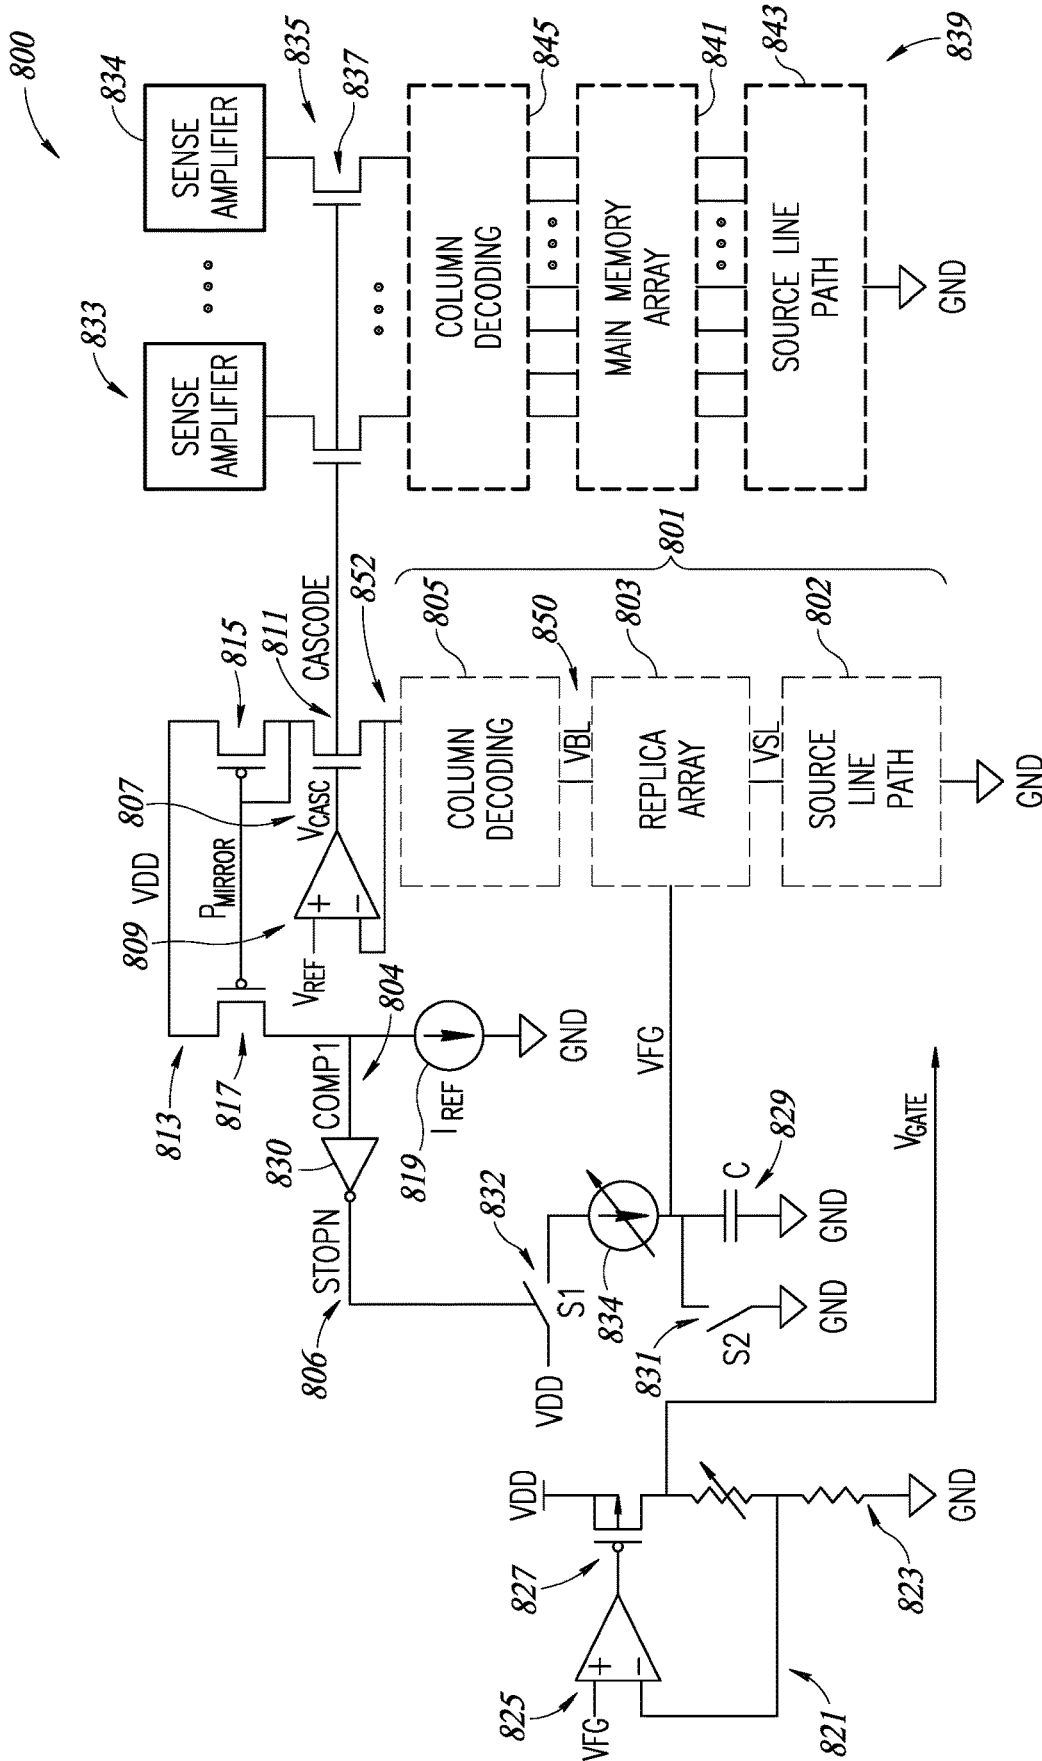 800
834
SENSE
AMPLIFIER
835
837
833
SENSE
AMPLIFIER
COLUMN
DECODING
845
MAIN MEMORY
ARRAY
841
SOURCE LINE
PATH
843
839
GND
VDD
813
817
PMIRROR
815
807
VCASC
811
CASCODE
809
VREF
852
801
COLUMN
DECODING
805
VBL
850
REPLICA
ARRAY
803
VSL
SOURCE
LINE
PATH
802
GND
COMP1
804
830
STOPN
806
819
IREF
GND
832
S1
VDD
834
VFG
C
829
GND
831
S2
GND
VGATE
VDD
827
825
VFG
821
823
GND